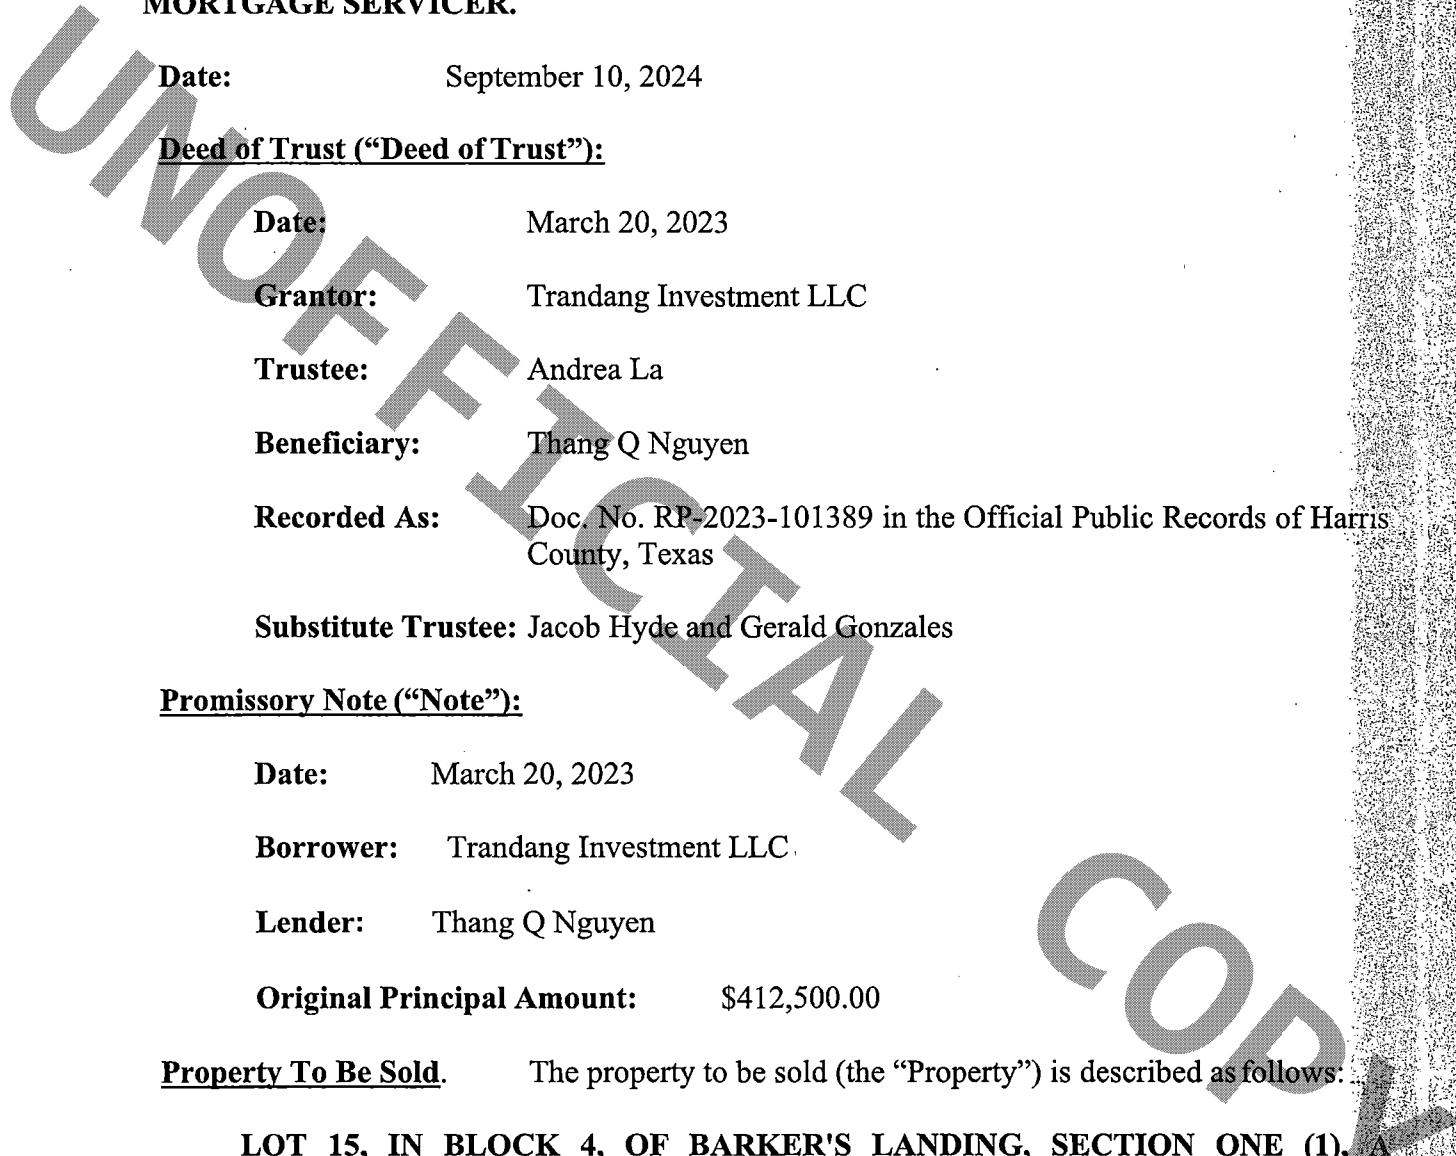 MORTGAGE SERVICER.
Date: September 10, 2024
Deed of Trust (“Deed of Trust”):
Date: March 20, 2023
Grantor: Trandang Investment LLC
Trustee: Andrea La
Beneficiary: Thang Q Nguyen
Recorded As: Doc. No. RP-2023-101389 in the Official Public Records of Harris
County, Texas
Substitute Trustee: Jacob Hyde and Gerald Gonzales
Promissory Note (“Note”):
Date: March 20, 2023
Borrower: Trandang Investment LLC
Lender: Thang Q Nguyen
Original Principal Amount: $412,500.00
Property To Be Sold. The property to be sold (the “Property”) is described as follows:
LOT 15, IN BLOCK 4, OF BARKER'S LANDING, SECTION ONE (1), A
UNOFFICIAL COPY